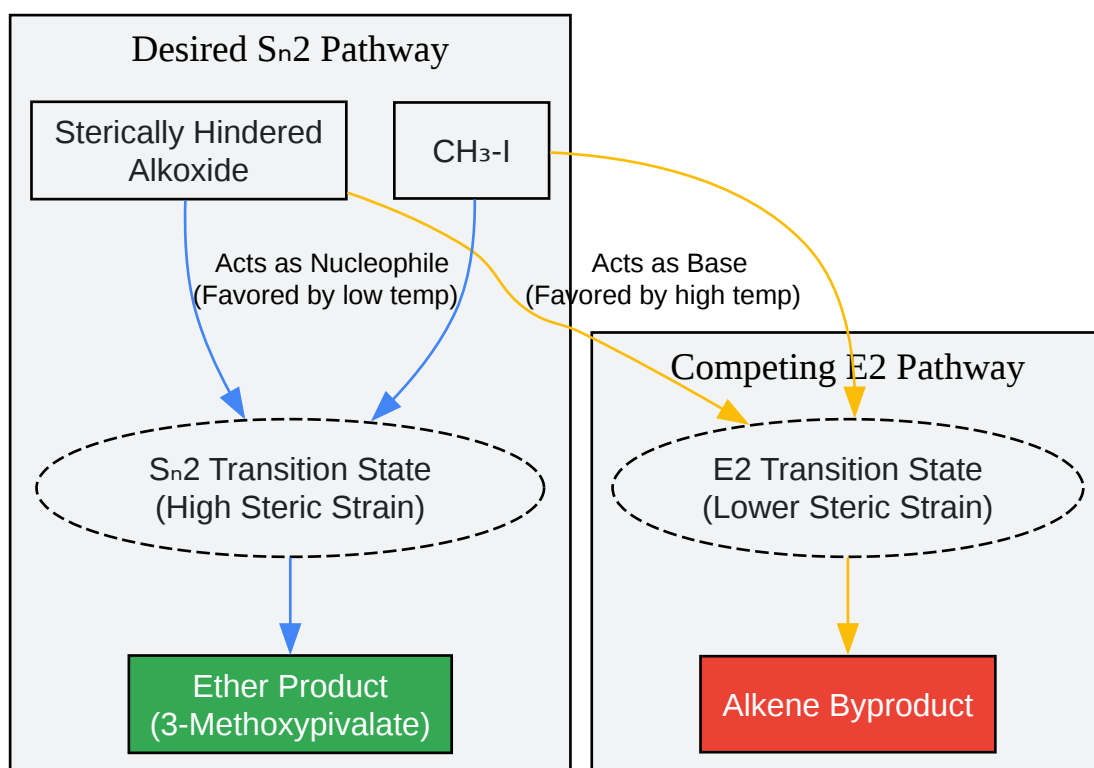 Desired Sₙ2 Pathway
Sterically Hindered
Alkoxide
CH₃-I
Acts as Nucleophile
(Favored by low temp)
Acts as Base
(Favored by high temp)
Competing E2 Pathway
Sₙ2 Transition State
(High Steric Strain)
E2 Transition State
(Lower Steric Strain)
Ether Product
(3-Methoxypivalate)
Alkene Byproduct